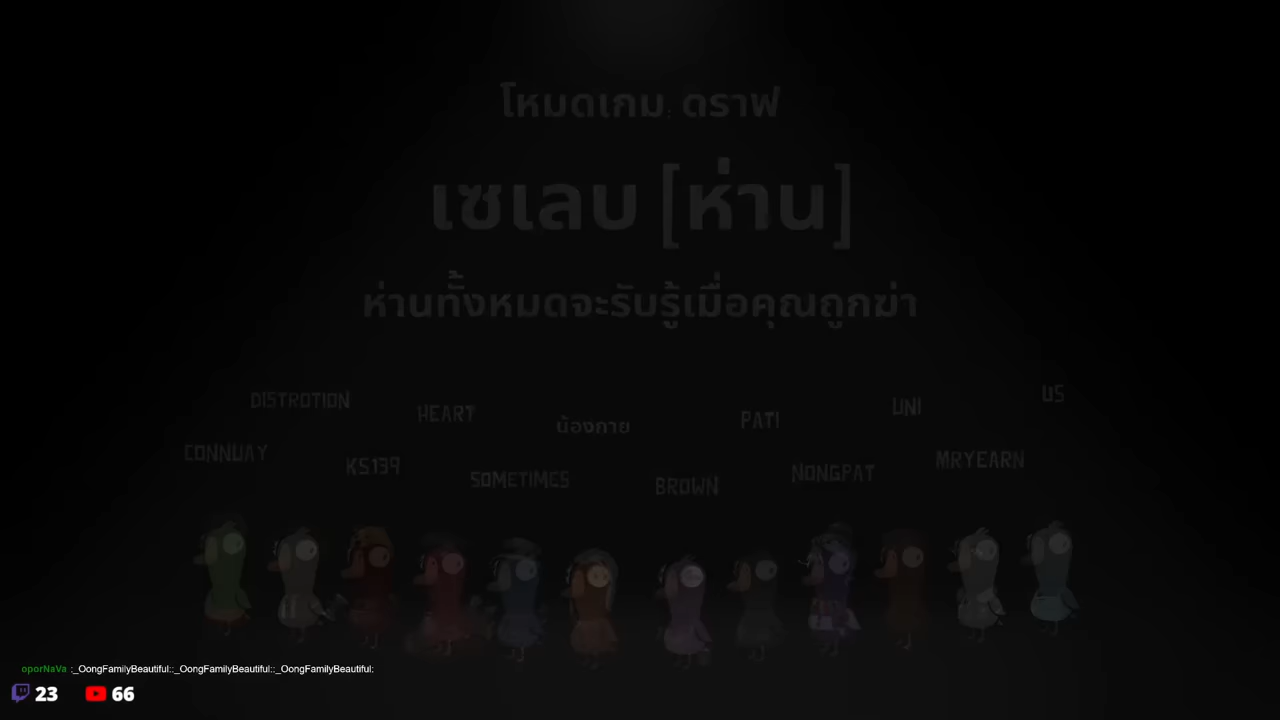 โหมดเกม: ดราฟ
เซเลบ [ห่าน]
ห่านทั้งหมดจะรับรู้เมื่อคุณถูกฆ่า
DISTROTION
HEART
น้องกาย
PATI
UNI
US
CONNUAY
KS139
SOMETIMES
BROWN
NONGPAT
MRYEARN
oporNaVa :_OongFamilyBeautiful::_OongFamilyBeautiful::_OongFamilyBeautiful:
23 66